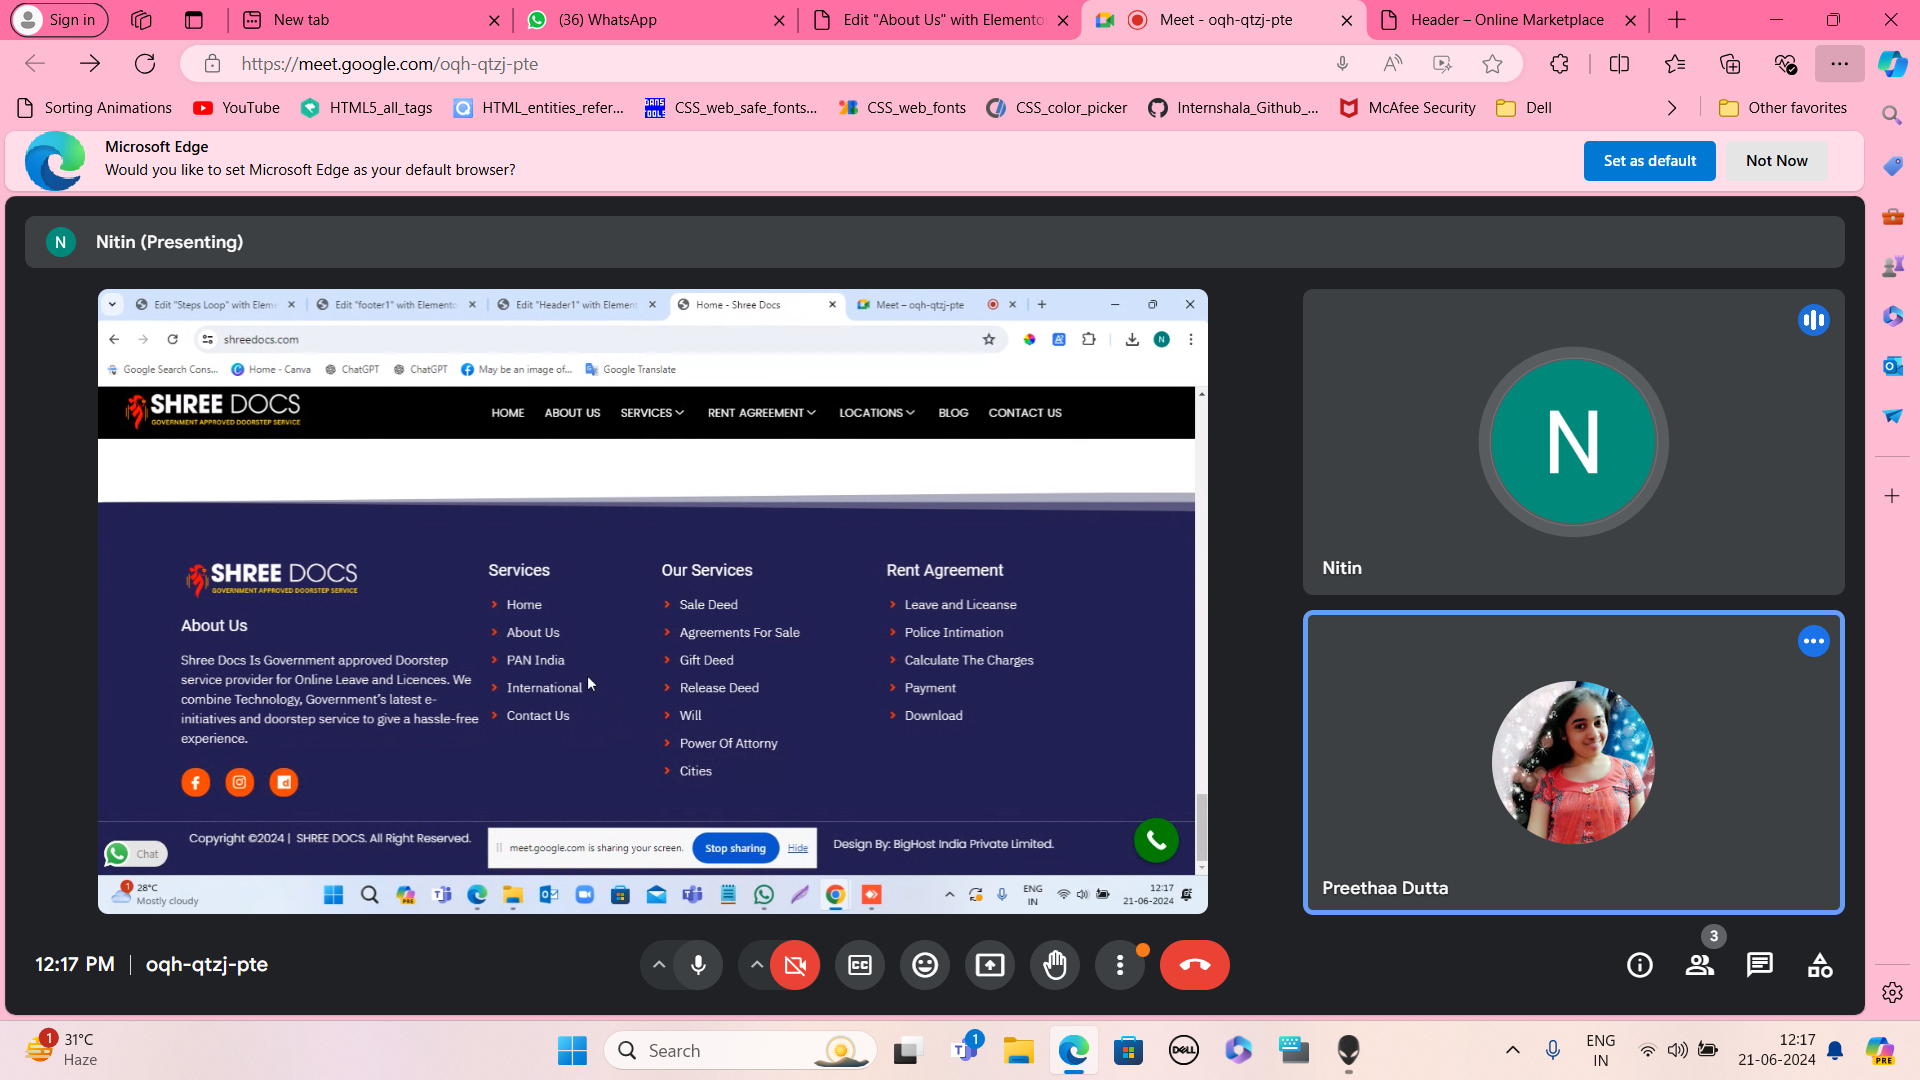 Sign in
New tab
(36) WhatsApp
Edit "About Us" with Elemento
Meet - oqh-qtzj-pte
Header – Online Marketplace
https://meet.google.com/oqh-qtzj-pte
Sorting Animations
YouTube
HTML5_all_tags
HTML_entities_refer...
CSS_web_safe_fonts...
CSS_web_fonts
CSS_color_picker
Internshala_Github_...
McAfee Security
Dell
Other favorites
Microsoft Edge
Would you like to set Microsoft Edge as your default browser?
Set as default
Not Now
N
Nitin (Presenting)
Edit "Steps Loop" with Eleme
Edit "footer1" with Elemento
Edit "Header1" with Element
Home - Shree Docs
Meet – oqh-qtzj-pte
shreedocs.com
N
Google Search Cons...
Home - Canva
ChatGPT
ChatGPT
May be an image of...
Google Translate
SHREE DOCS
GOVERNMENT APPROVED DOORSTEP SERVICE
HOME
ABOUT US
SERVICES
RENT AGREEMENT
LOCATIONS
BLOG
CONTACT US
SHREE DOCS
GOVERNMENT APPROVED DOORSTEP SERVICE
About Us
Shree Docs Is Government approved Doorstep
service provider for Online Leave and Licences. We
combine Technology, Government's latest e-
initiatives and doorstep service to give a hassle-free
experience.
Services
Home
About Us
PAN India
International
Contact Us
Our Services
Sale Deed
Agreements For Sale
Gift Deed
Release Deed
Will
Power Of Attorny
Cities
Rent Agreement
Leave and Liceanse
Police Intimation
Calculate The Charges
Payment
Download
Copyright ©2024 | SHREE DOCS. All Right Reserved.
meet.google.com is sharing your screen.
Stop sharing
Hide
Design By: BigHost India Private Limited.
Chat
1
28°C
Mostly cloudy
ENG
IN
12:17
21-06-2024
N
Nitin
Preethaa Dutta
12:17 PM
oqh-qtzj-pte
CC
3
1
31°C
Haze
Search
1
DELL
ENG
IN
12:17
21-06-2024
PRE